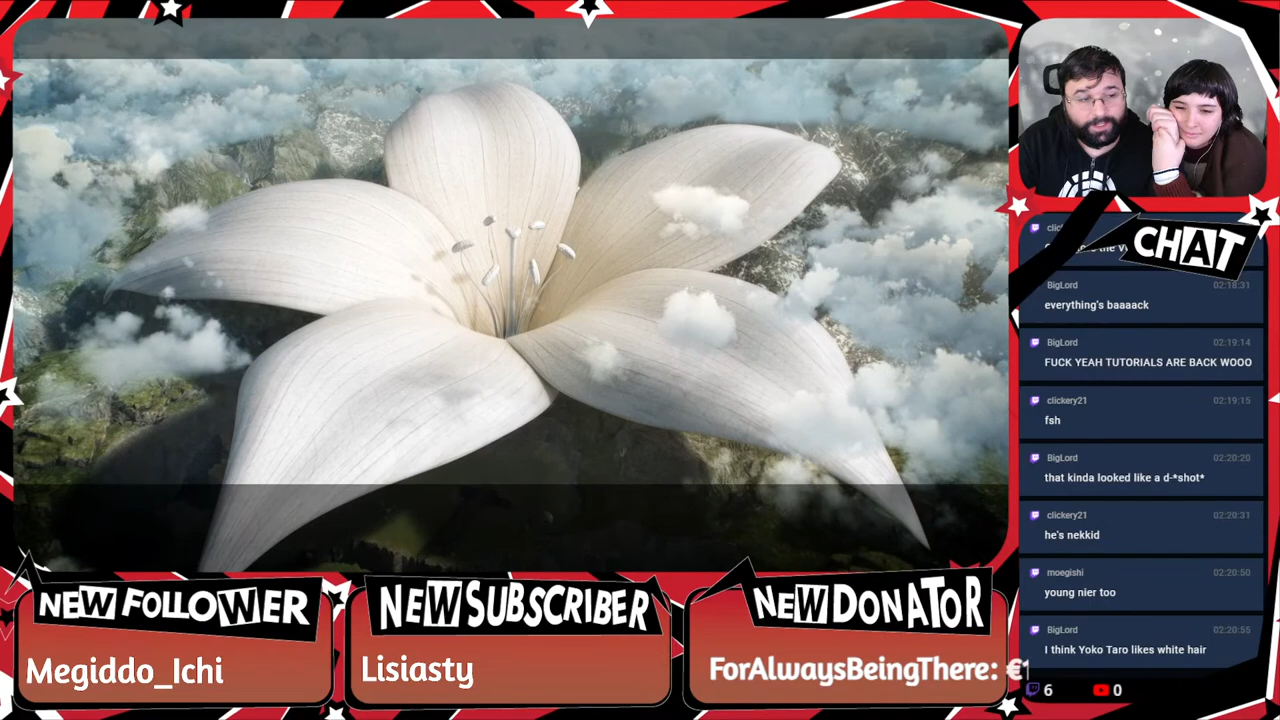 CHAT
BigLord 02:18:31
everything's baaaack
BigLord 02:19:14
FUCK YEAH TUTORIALS ARE BACK WOOO
clickery21 02:19:15
fsh
BigLord 02:20:20
that kinda looked like a d-*shot*
clickery21 02:20:31
he's nekkid
moegishi 02:20:50
young nier too
BigLord 02:20:55
I think Yoko Taro likes white hair
6 0
NEW FOLLOWER
Megiddo_Ichi
NEW SUBSCRIBER
Lisiasty
NEW DONATOR
ForAlwaysBeingThere: €1